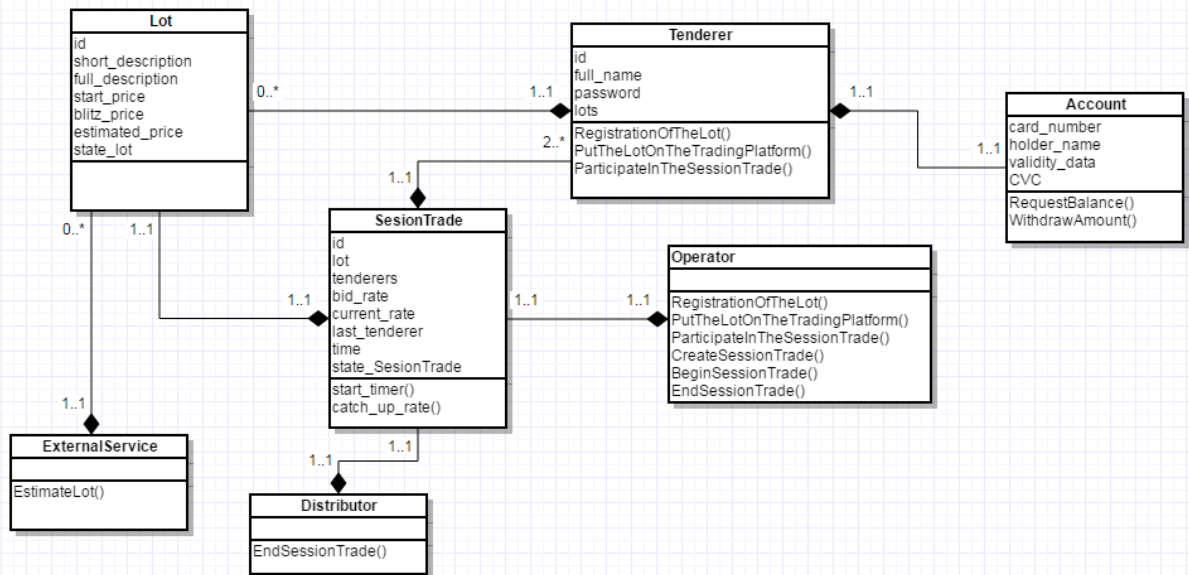 Lot
id
short_description
full_description
start_price
blitz_price
estimated_price
state_lot
0..*
1..1
Tenderer
id
full_name
password
lots
RegistrationOfTheLot()
PutTheLotOnTheTradingPlatform()
ParticipateInTheSessionTrade()
1..1
1..1
Account
card_number
holder_name
validity_data
CVC
RequestBalance()
WithdrawAmount()
2..*
1..1
0..*
1..1
1..1
SesionTrade
id
lot
tenderers
bid_rate
current_rate
last_tenderer
time
state_SesionTrade
start_timer()
catch_up_rate()
1..1
1..1
Operator
RegistrationOfTheLot()
PutTheLotOnTheTradingPlatform()
ParticipateInTheSessionTrade()
CreateSessionTrade()
BeginSessionTrade()
EndSessionTrade()
1..1
ExternalService
EstimateLot()
1..1
1..1
Distributor
EndSessionTrade()